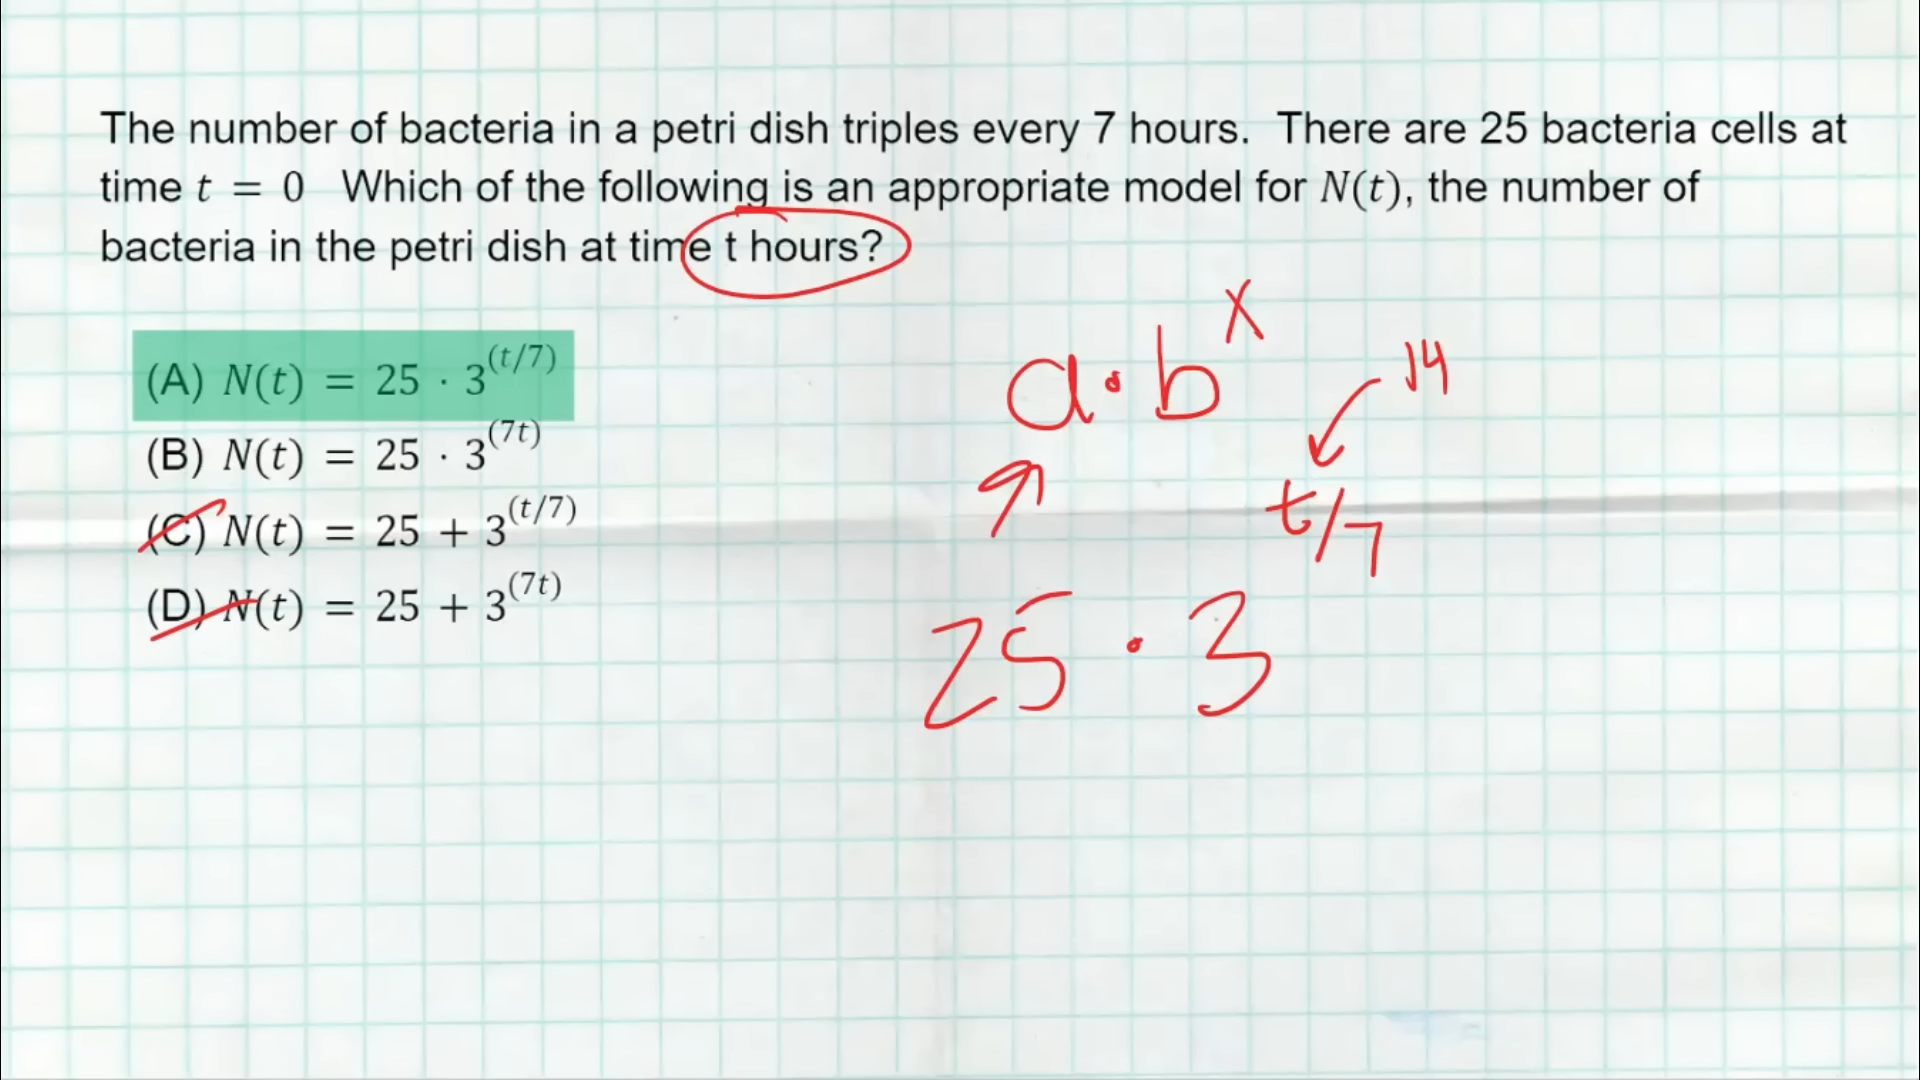 The number of bacteria in a petri dish triples every 7 hours. There are 25 bacteria cells at
time t = 0 Which of the following is an appropriate model for N(t), the number of
bacteria in the petri dish at time t hours?
(A) N(t) = 25 · 3^(t/7)
(B) N(t) = 25 · 3^(7t)
(C) N(t) = 25 + 3^(t/7)
(D) N(t) = 25 + 3^(7t)
a · b^x
14
t/7
25 · 3